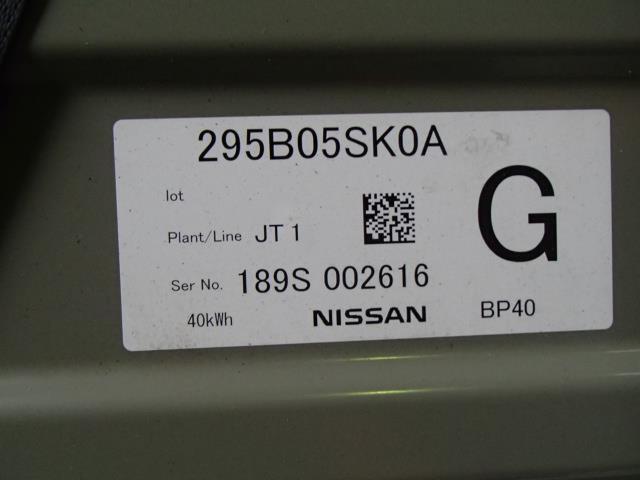 295B05SK0A
lot
G
Plant/Line JT 1
Ser No. 189S 002616
40kWh NISSAN BP40